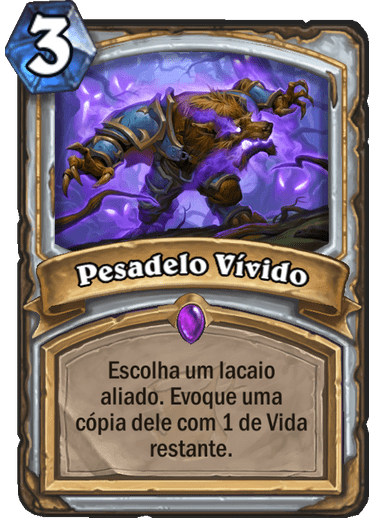 3
Pesadelo Vívido
Escolha um lacaio
aliado. Evoque uma
cópia dele com 1 de Vida
restante.